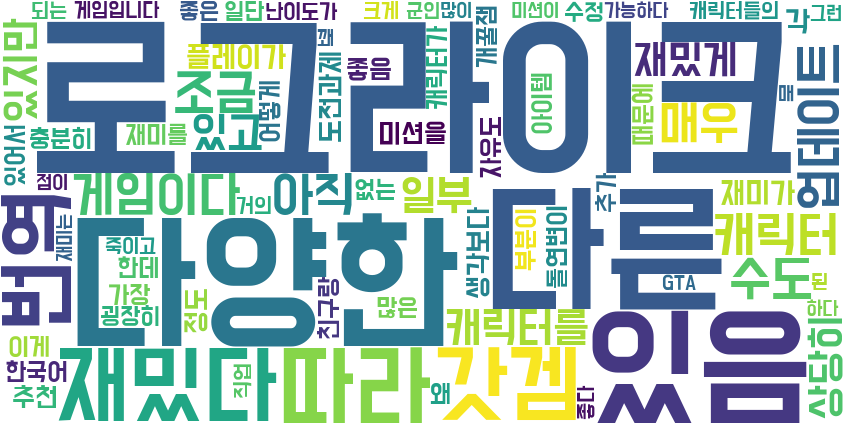 되는 게임입니다 좋은 일단 난이도가 크게 군인 많이 미션이 수정 가능하다 캐릭터들의 각 그런
있지만 로그라이크
플레이가 꽤 좋음 캐릭터가 개꿀잼 재밌게 매
조금 어떻게 도전과제 아이템 때문에 매우 업데이트
있어서 충분히 재미를 있고 미션을 자유도
점이 게임이다 거의 아직 없는 일부 추가 재미가
번역 재미는 다양한 다른 캐릭터
죽이고 한데 생각보다 부분이 돌연변이 GTA 수도 된
가장 굉장히 정도 친구랑 많은 하다
이게 캐릭터를 있음 상당히
한국어 재밌다 따라 갓겜
추천 직업 왜 좋다